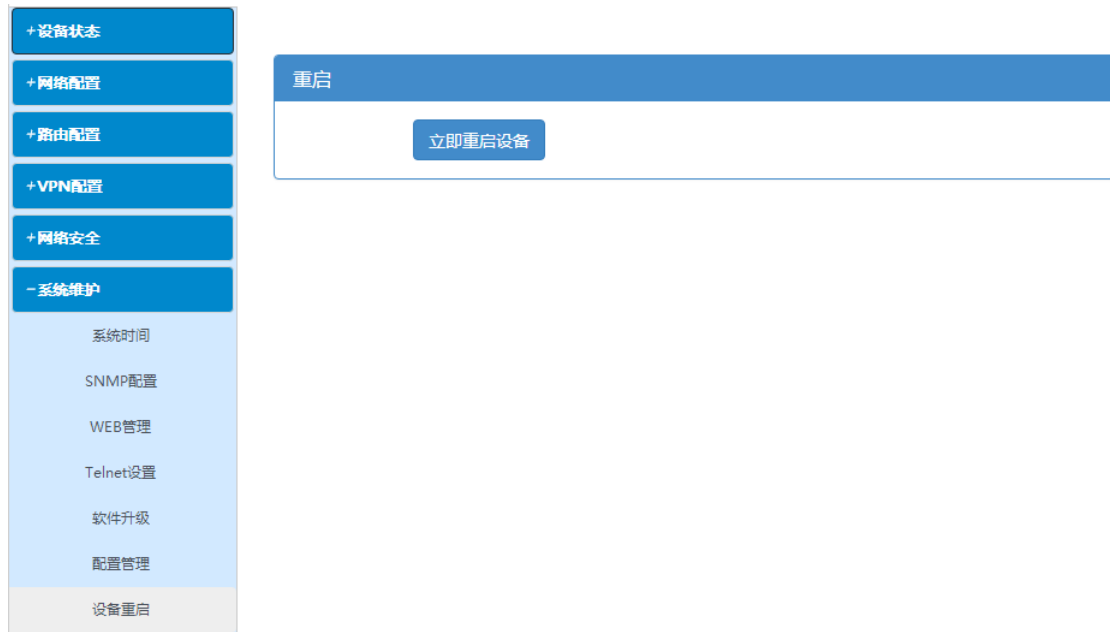 +设备状态
+网络配置
+路由配置
+VPN配置
+网络安全
-系统维护
系统时间
SNMP配置
WEB管理
Telnet设置
软件升级
配置管理
设备重启
重启
立即重启设备